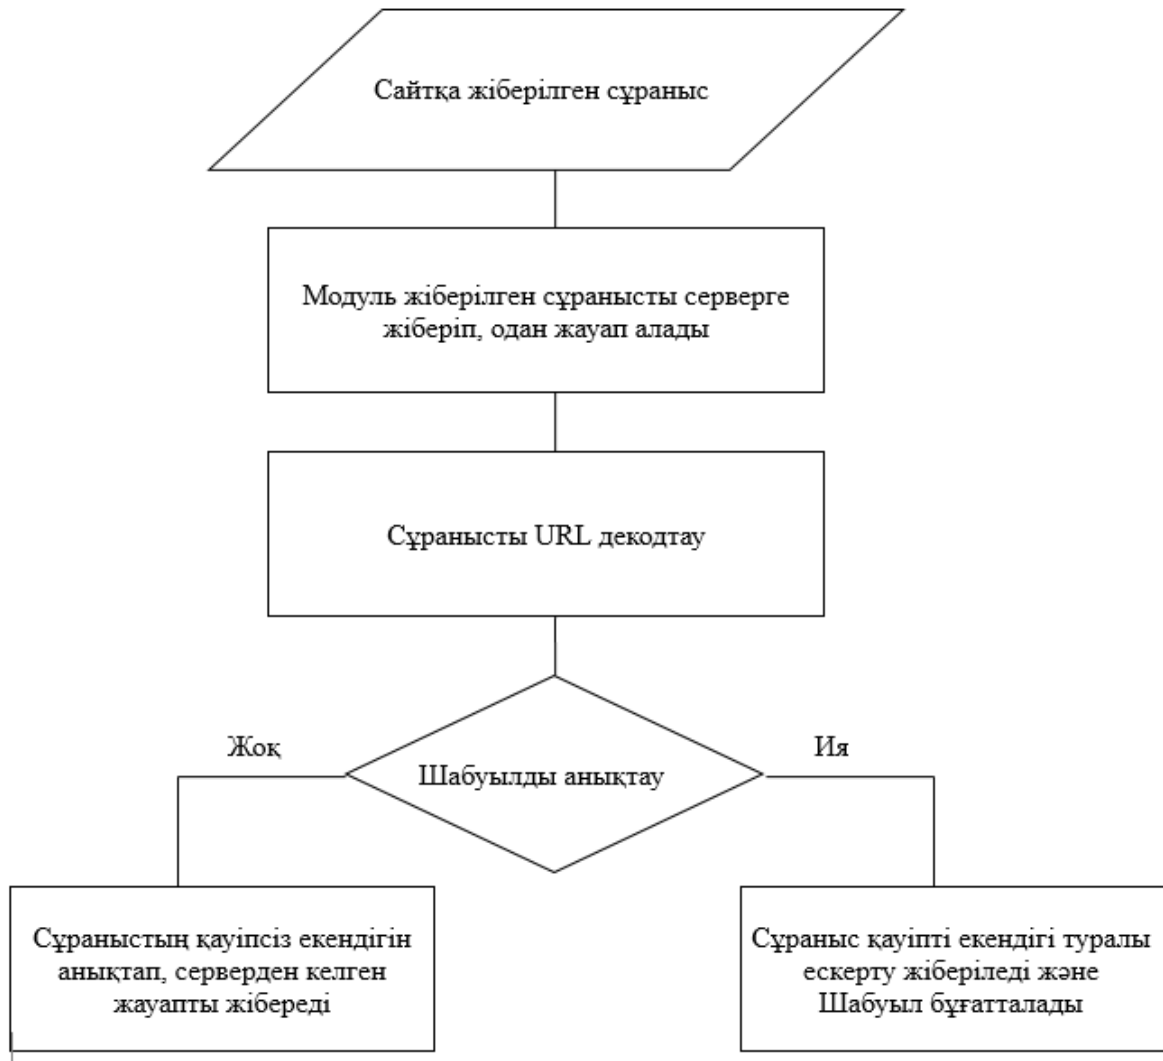 Сайтқа жіберілген сұраныс
Модуль жіберілген сұранысты серверге
жіберіп, одан жауап алады
Сұранысты URL декодтау
Жоқ
Ия
Шабуылды анықтау
Сұраныстың қауіпсіз екендігін
анықтап, серверден келген
жауапты жібереді
Сұраныс қауіпті екендігі туралы
ескерту жіберіледі және
Шабуыл бұғатталады